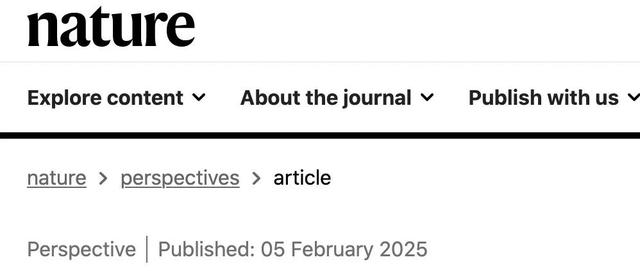 nature
Explore content About the journal Publish with us
nature > perspectives > article
Perspective | Published: 05 February 2025